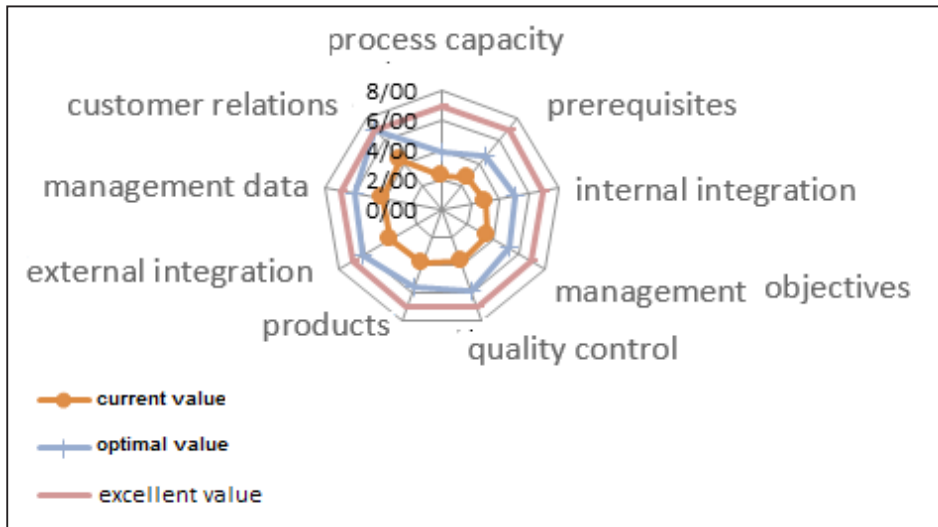 process capacity
8/00
customer relations
prerequisites
6/00
4/00
management data
2/00
internal integration
0/00
external integration
management objectives
products
quality control
current value
optimal value
excellent value